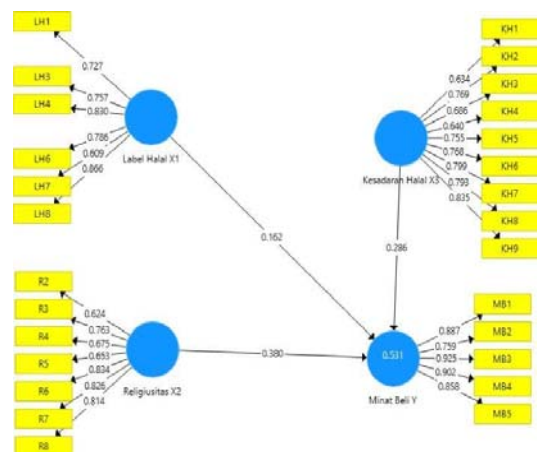 LH1
0.727
LH3
0.757
LH4
0.830
LH6
0.786
LH7
0.609
LH8
0.866
Label Halal X1
KH1
0.634
KH2
0.769
KH3
0.686
KH4
0.640
KH5
0.755
KH6
0.768
KH7
0.799
KH8
0.793
KH9
0.835
Kesadaran Halal X3
0.162
0.286
R2
0.624
R3
0.763
R4
0.675
R5
0.653
R6
0.834
R7
0.826
R8
0.814
Religiusitas X2
0.380
0.531
Minat Beli Y
MB1
0.887
MB2
0.759
MB3
0.925
MB4
0.902
MB5
0.858